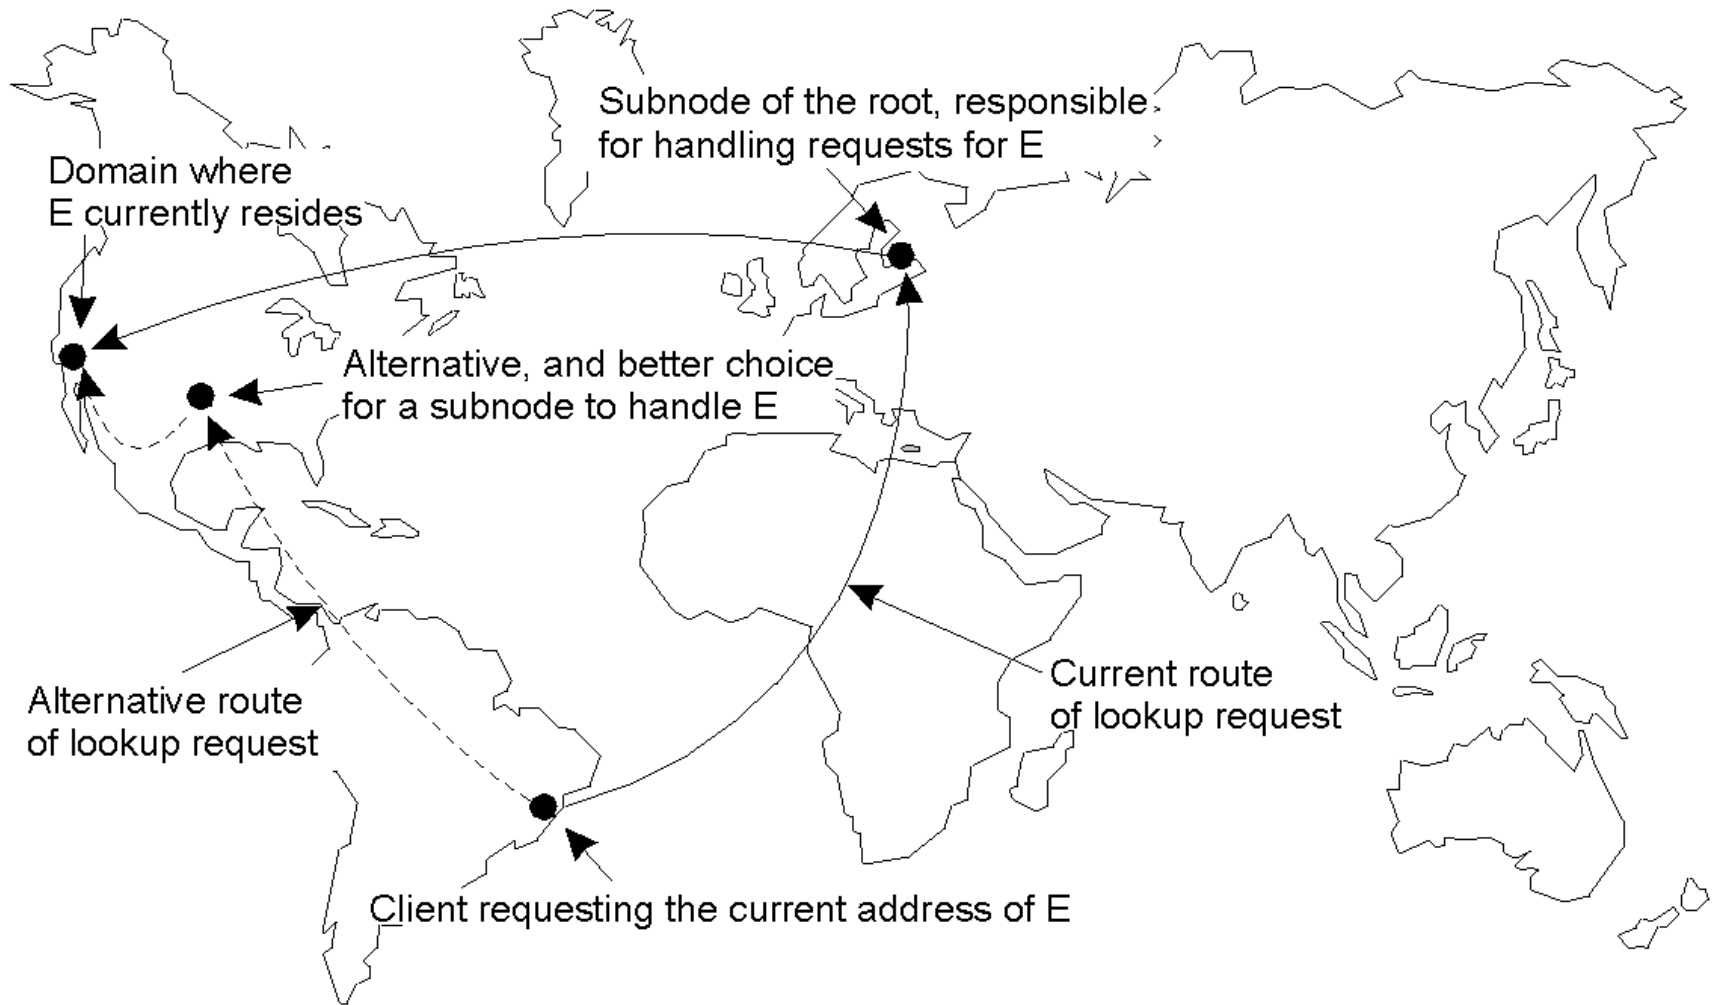 Subnode of the root, responsible
for handling requests for E
Domain where
E currently resides
Alternative, and better choice
for a subnode to handle E
Alternative route
of lookup request
Current route
of lookup request
Client requesting the current address of E